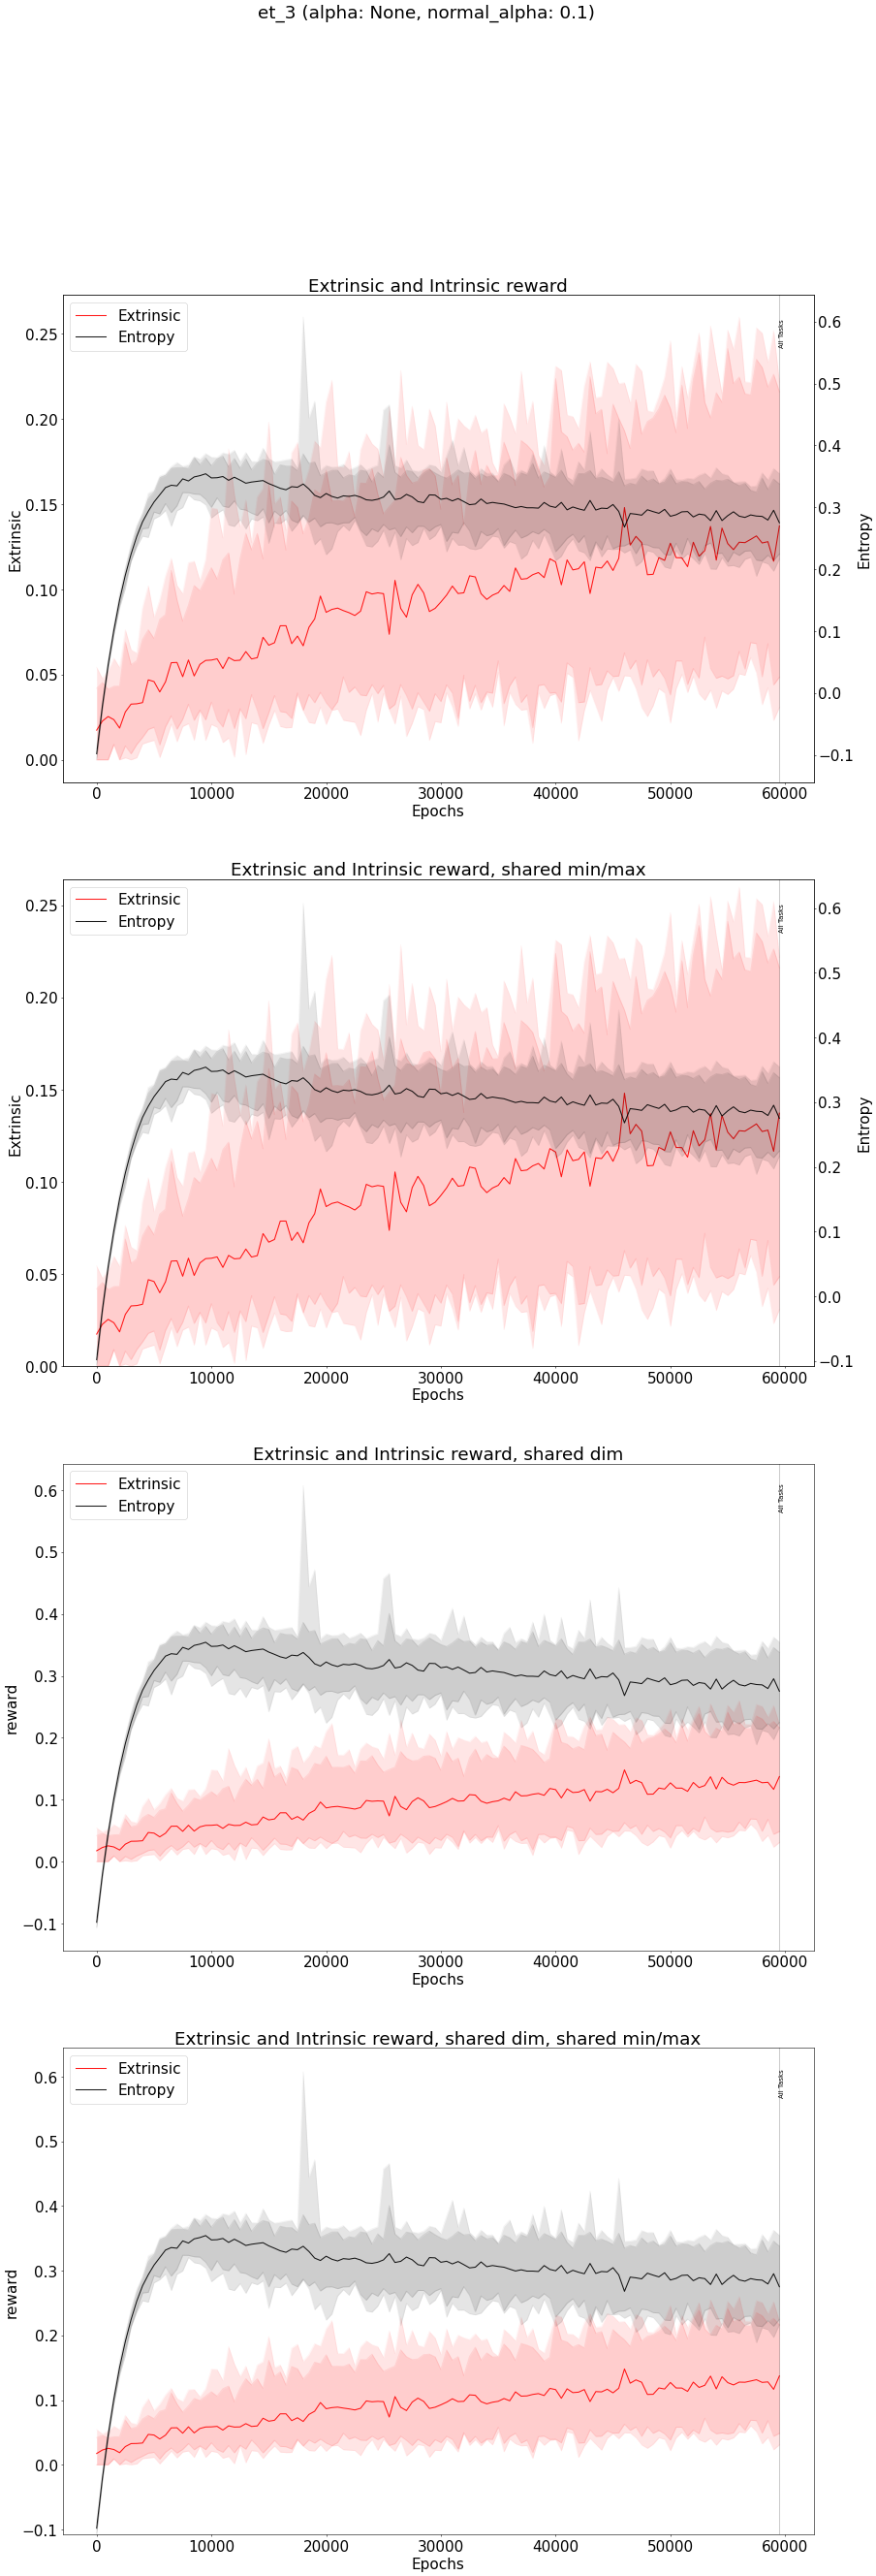 et_3 (alpha: None, normal_alpha: 0.1)
Extrinsic and Intrinsic reward
Extrinsic
Entropy
All Tasks
0.25
0.20
0.15
0.10
0.05
0.00
Extrinsic
0.6
0.5
0.4
0.3
0.2
0.1
0.0
−0.1
Entropy
0 10000 20000 30000 40000 50000 60000
Epochs
Extrinsic and Intrinsic reward, shared min/max
Extrinsic
Entropy
All Tasks
0.25
0.20
0.15
0.10
0.05
0.00
Extrinsic
0.6
0.5
0.4
0.3
0.2
0.1
0.0
−0.1
Entropy
0 10000 20000 30000 40000 50000 60000
Epochs
Extrinsic and Intrinsic reward, shared dim
Extrinsic
Entropy
All Tasks
0.6
0.5
0.4
0.3
0.2
0.1
0.0
−0.1
reward
0 10000 20000 30000 40000 50000 60000
Epochs
Extrinsic and Intrinsic reward, shared dim, shared min/max
Extrinsic
Entropy
All Tasks
0.6
0.5
0.4
0.3
0.2
0.1
0.0
−0.1
reward
0 10000 20000 30000 40000 50000 60000
Epochs